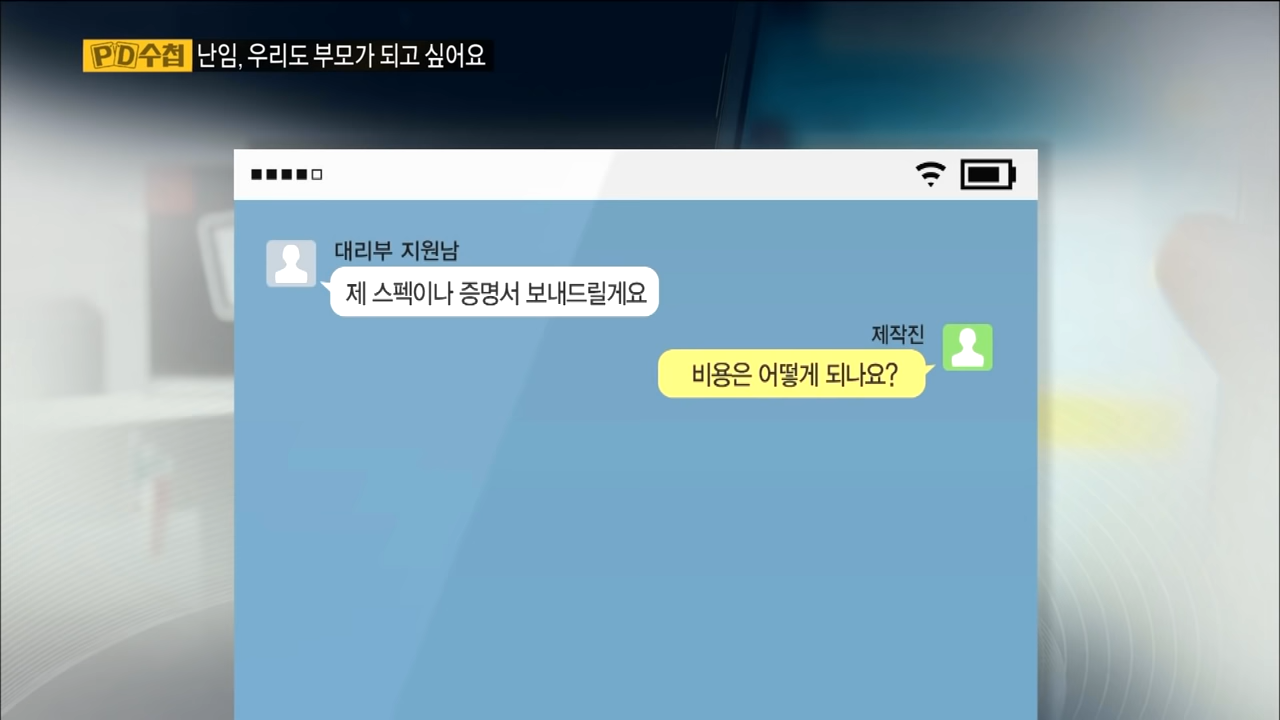 PD수첩 난임, 우리도 부모가 되고 싶어요
대리부 지원남
제 스펙이나 증명서 보내드릴게요
제작진
비용은 어떻게 되나요?